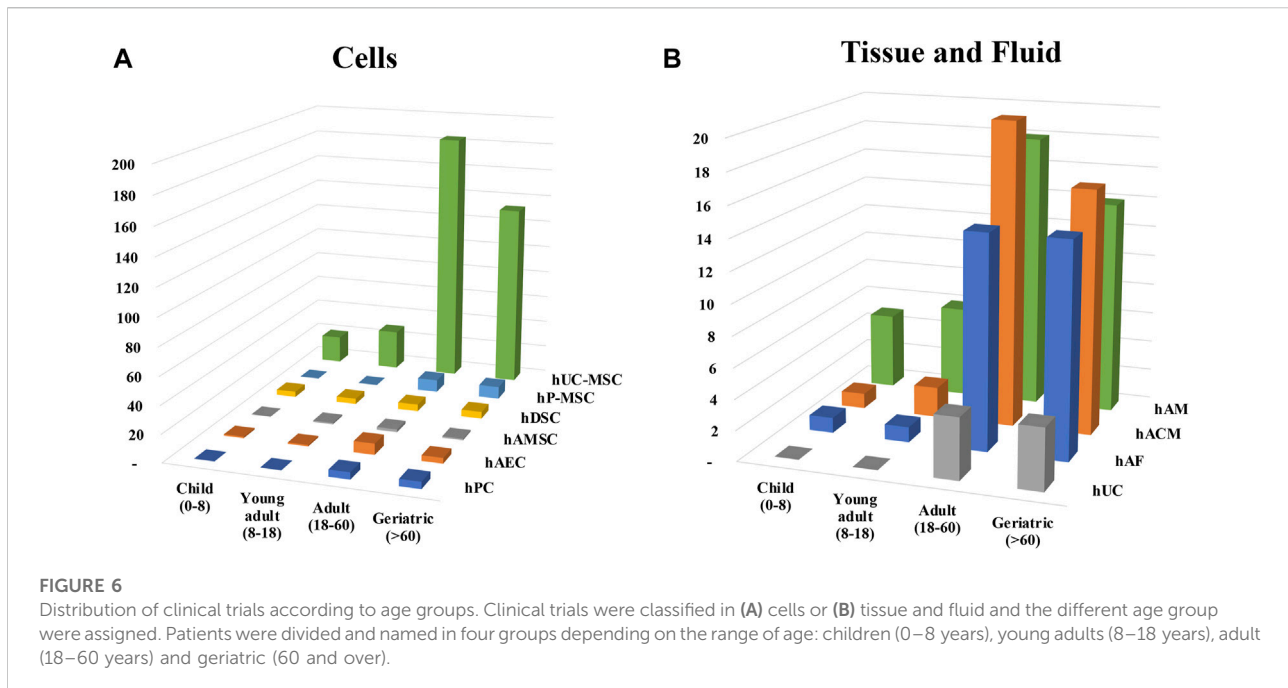 A
Cells
200
180
160
140
120
100
80
60
40
20
-
hUC-MSC
hP-MSC
hDSC
hAMSC
hAEC
hPC
Child
(0-8)
Young
adult
(8-18)
Adult
(18-60)
Geriatric
(>60)
B
Tissue and Fluid
20
18
16
14
12
10
8
6
4
2
-
hAM
hACM
hAF
hUC
Child
(0-8)
Young
adult
(8-18)
Adult
(18-60)
Geriatric
(>60)
FIGURE 6
Distribution of clinical trials according to age groups. Clinical trials were classified in (A) cells or (B) tissue and fluid and the different age group
were assigned. Patients were divided and named in four groups depending on the range of age: children (0–8 years), young adults (8–18 years), adult
(18–60 years) and geriatric (60 and over).